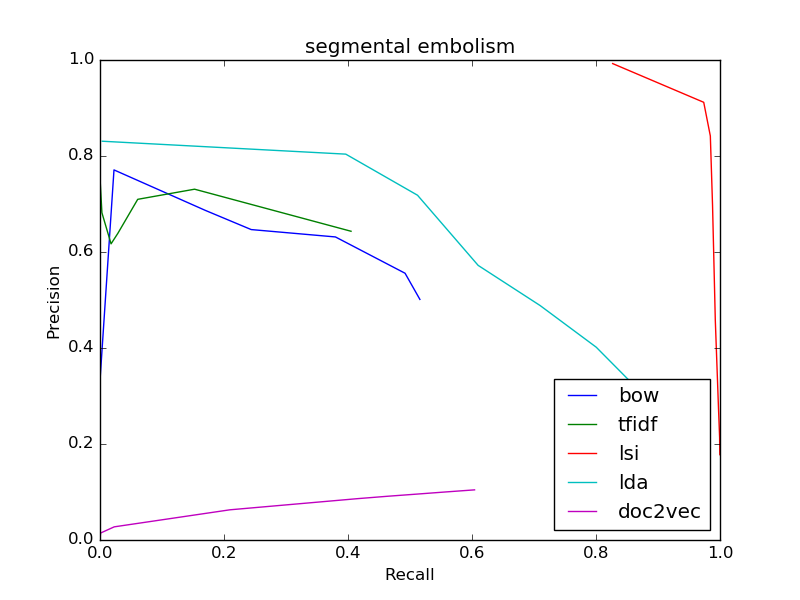 segmental embolism
1.0
0.8
0.6
0.4
0.2
0.0
Precision
0.0 0.2 0.4 0.6 0.8 1.0
Recall
bow
tfidf
lsi
lda
doc2vec